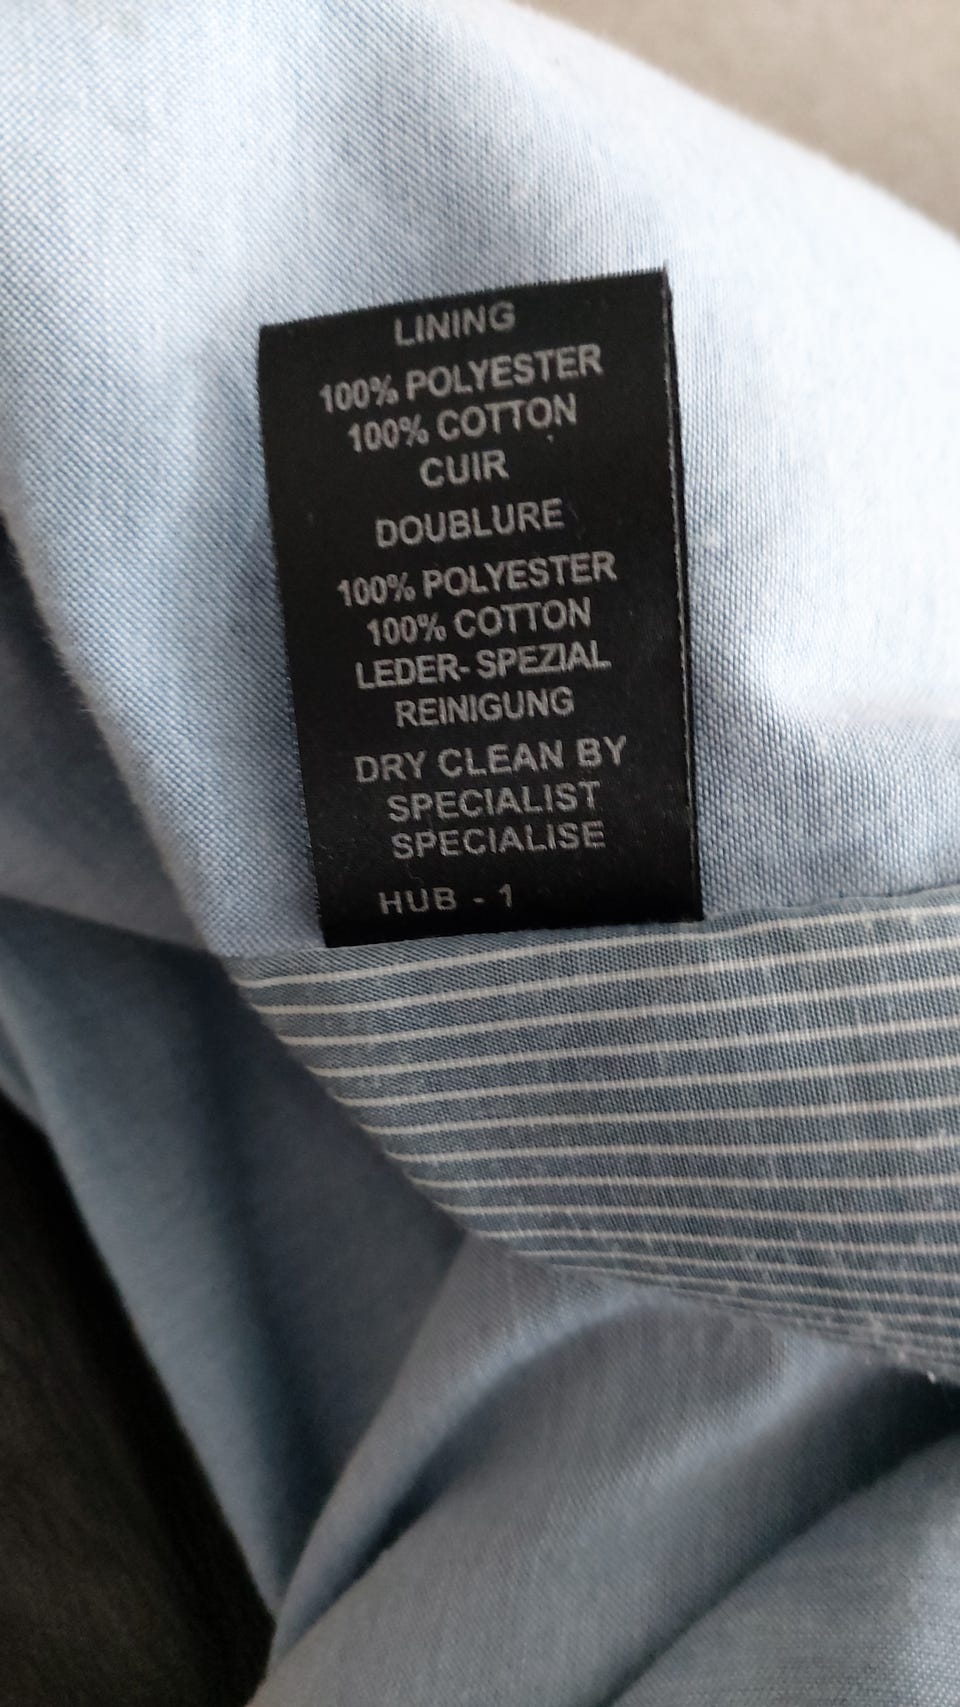 LINING
100% POLYESTER
100% COTTON
CUIR
DOUBLURE
100% POLYESTER
100% COTTON
LEDER- SPEZIAL
REINIGUNG
DRY CLEAN BY
SPECIALIST
SPECIALISE
HUB - 1